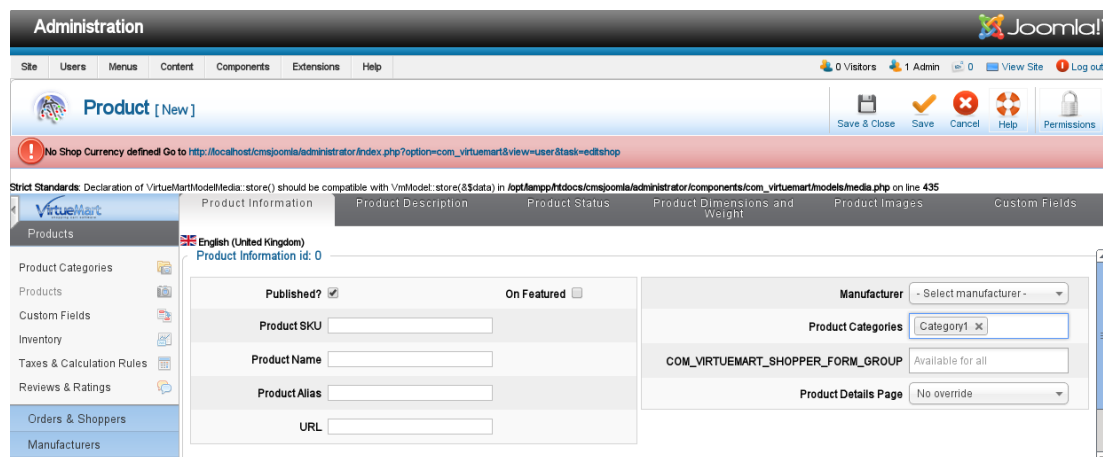 Administration
Joomla!
Site Users Menus Content Components Extensions Help
0 Visitors 1 Admin 0 View Site Log out
Product [ New ]
Save & Close Save Cancel Help Permissions
No Shop Currency defined! Go to http://localhost/cmsjoomla/administrator/index.php?option=com_virtuemart&view=user&task=editshop
Strict Standards: Declaration of VirtueMartModelMedia::store() should be compatible with VmModel::store(&$data) in /opt/lampp/htdocs/cmsjoomla/administrator/components/com_virtuemart/models/media.php on line 435
VirtueMart
Product Information Product Description Product Status Product Dimensions and Weight Product Images Custom Fields
Products
English (United Kingdom)
Product Information id: 0
Product Categories
Products
Custom Fields
Inventory
Taxes & Calculation Rules
Reviews & Ratings
Orders & Shoppers
Manufacturers
Published? On Featured
Product SKU
Product Name
Product Alias
URL
Manufacturer - Select manufacturer -
Product Categories Category1
COM_VIRTUEMART_SHOPPER_FORM_GROUP Available for all
Product Details Page No override